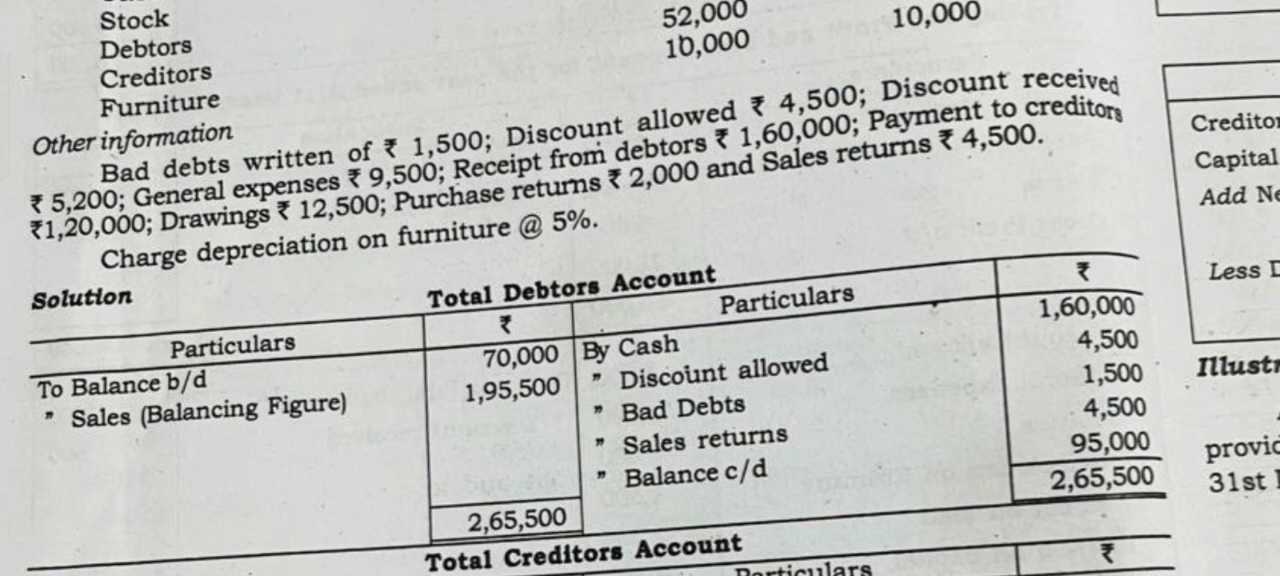 Stock
Debtors 52,000 10,000
Creditors 10,000
Furniture
Other information
Bad debts written of ₹ 1,500; Discount allowed ₹ 4,500; Discount received
₹ 5,200; General expenses ₹ 9,500; Receipt from debtors ₹ 1,60,000; Payment to creditors
₹1,20,000; Drawings ₹ 12,500; Purchase returns ₹ 2,000 and Sales returns ₹ 4,500.
Charge depreciation on furniture @ 5%.
Solution
Total Debtors Account
Particulars ₹ Particulars ₹
To Balance b/d 70,000 By Cash 1,60,000
" Sales (Balancing Figure) 1,95,500 " Discount allowed 4,500
" Bad Debts 1,500
" Sales returns 4,500
" Balance c/d 95,000
2,65,500 2,65,500
Total Creditors Account
Particulars ₹
Capital
Less
31st